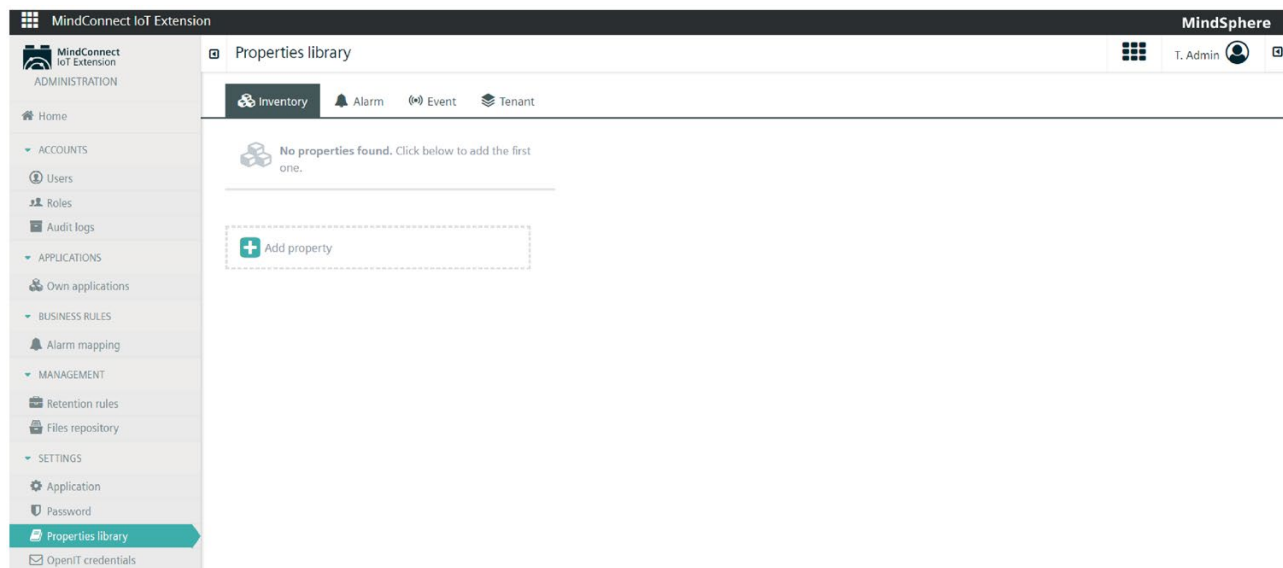 MindConnect IoT Extension
MindSphere
MindConnect
IoT Extension
ADMINISTRATION
Properties library
T. Admin
Inventory
Alarm
Event
Tenant
Home
No properties found. Click below to add the first
one.
ACCOUNTS
Users
Roles
Audit logs
Add property
APPLICATIONS
Own applications
BUSINESS RULES
Alarm mapping
MANAGEMENT
Retention rules
Files repository
SETTINGS
Application
Password
Properties library
OpenIT credentials